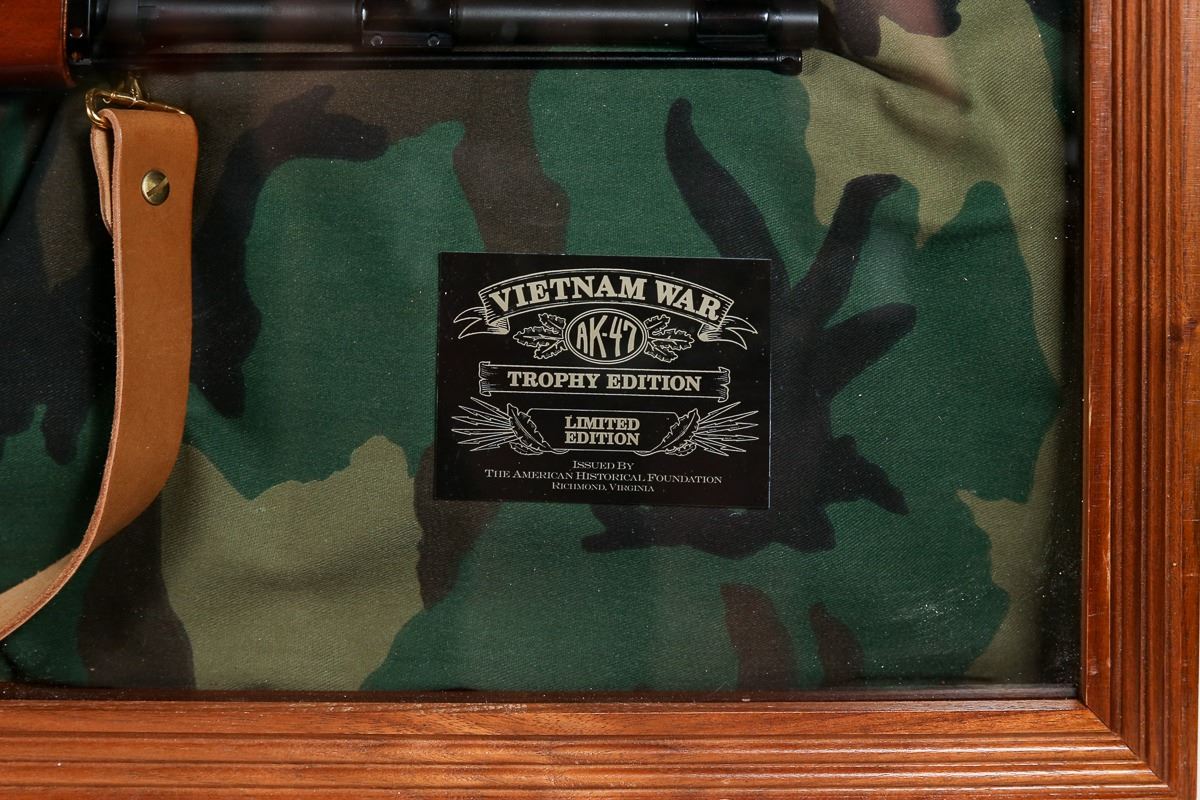 VIETNAM WAR
AK-47
TROPHY EDITION
LIMITED
EDITION
ISSUED BY
THE AMERICAN HISTORICAL FOUNDATION
RICHMOND, VIRGINIA